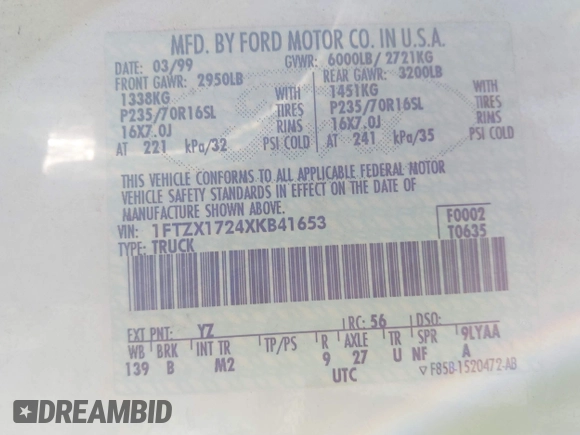 MFD. BY FORD MOTOR CO. IN U.S.A.
DATE: 03/99 GVWR: 6000LB/ 2721KG
FRONT GAWR: 2950LB REAR GAWR: 3200LB
1338KG WITH 1451KG WITH
P235/70R16SL TIRES P235/70R16SL TIRES
16X7.0J RIMS 16X7.0J RIMS
AT 221 kPa/32 PSI COLD AT 241 kPa/35 PSI COLD
THIS VEHICLE CONFORMS TO ALL APPLICABLE FEDERAL MOTOR
VEHICLE SAFETY STANDARDS IN EFFECT ON THE DATE OF
MANUFACTURE SHOWN ABOVE.
VIN: 1FTZX1724XKB41653 F0002
TYPE: TRUCK T0635
EXT PNT: YZ RC: 56 DSO:
WB BRK INT TR TP/PS R AXLE TR SPR 9LYAA
139 B M2 9 27 U NF A
UTC F85B-1520472-AB
DREAMBID